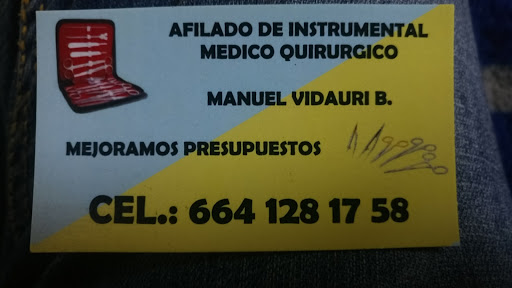 AFILADO DE INSTRUMENTAL
MEDICO QUIRURGICO
MANUEL VIDAURI B.
MEJORAMOS PRESUPUESTOS
CEL.: 664 128 17 58